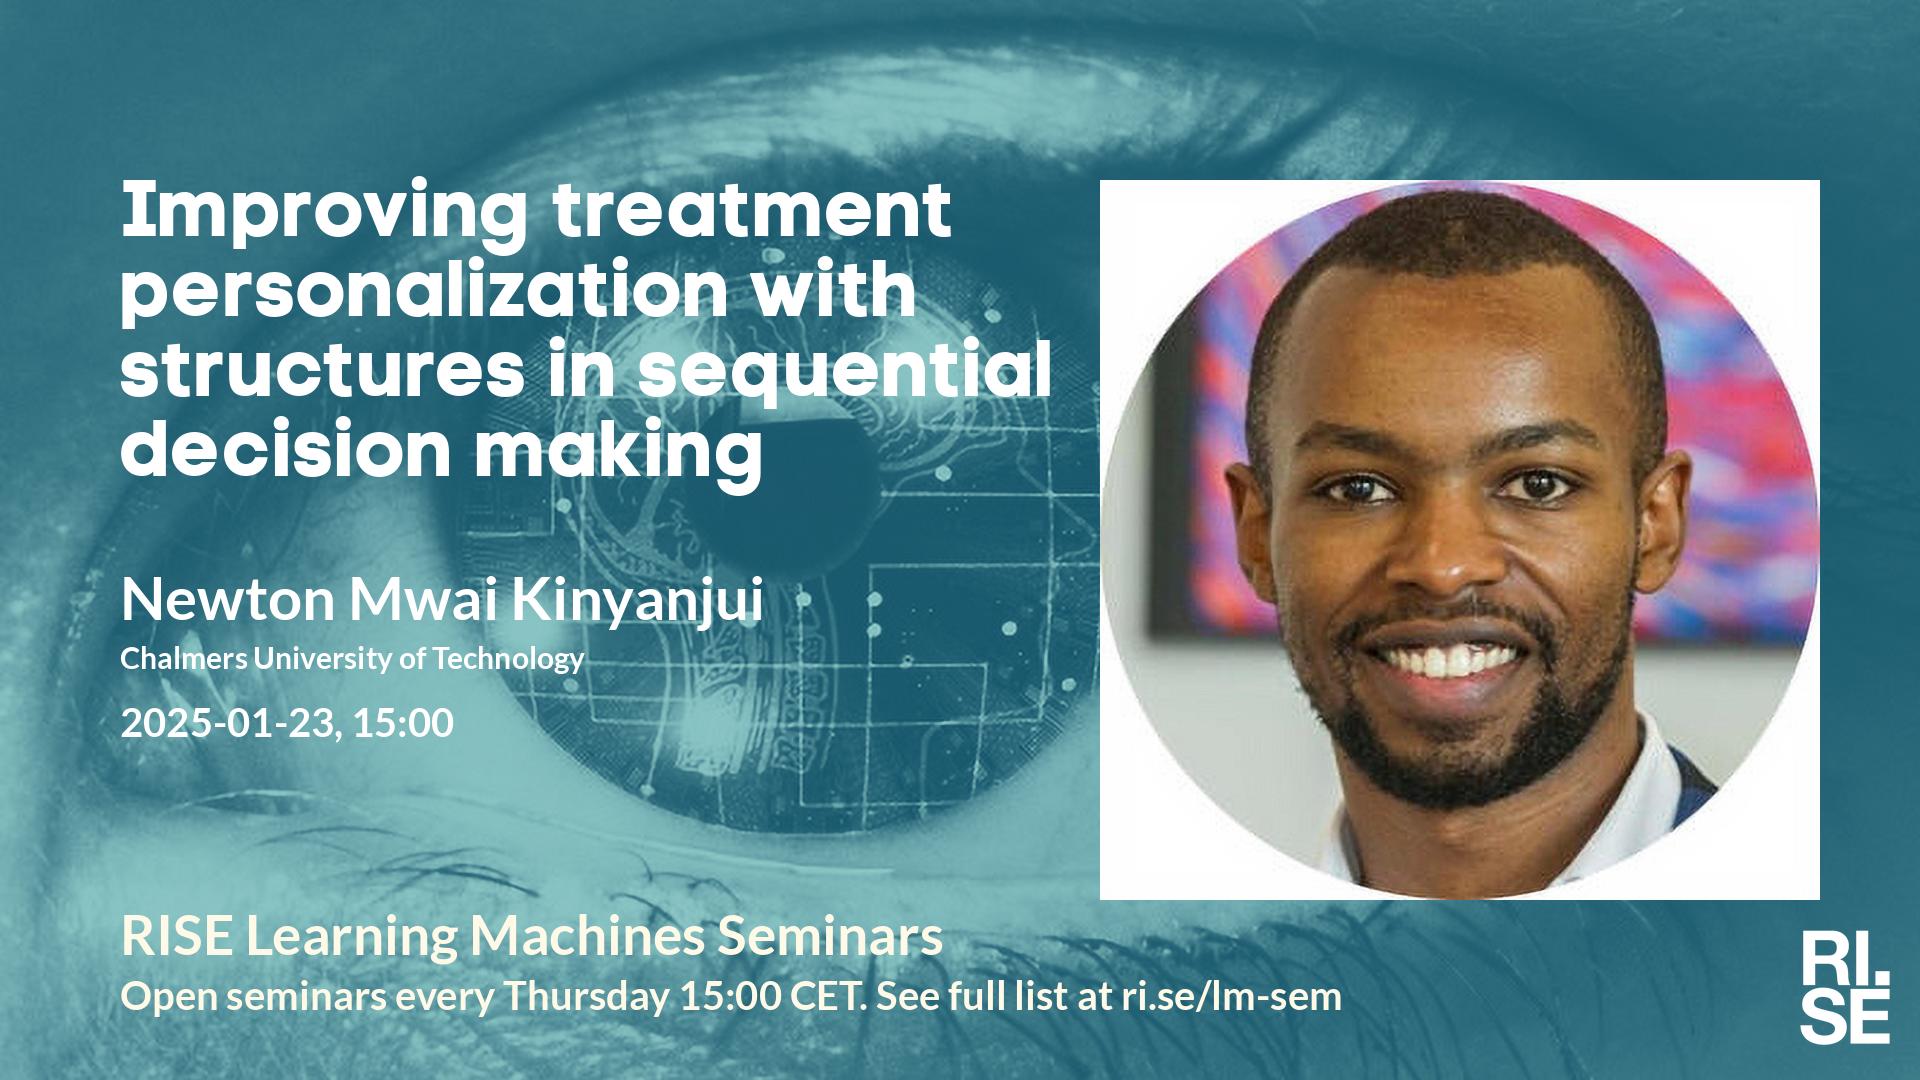 Improving treatment
personalization with
structures in sequential
decision making
Newton Mwai Kinyanjui
Chalmers University of Technology
2025-01-23, 15:00
RISE Learning Machines Seminars
Open seminars every Thursday 15:00 CET. See full list at ri.se/lm-sem
RI.
SE